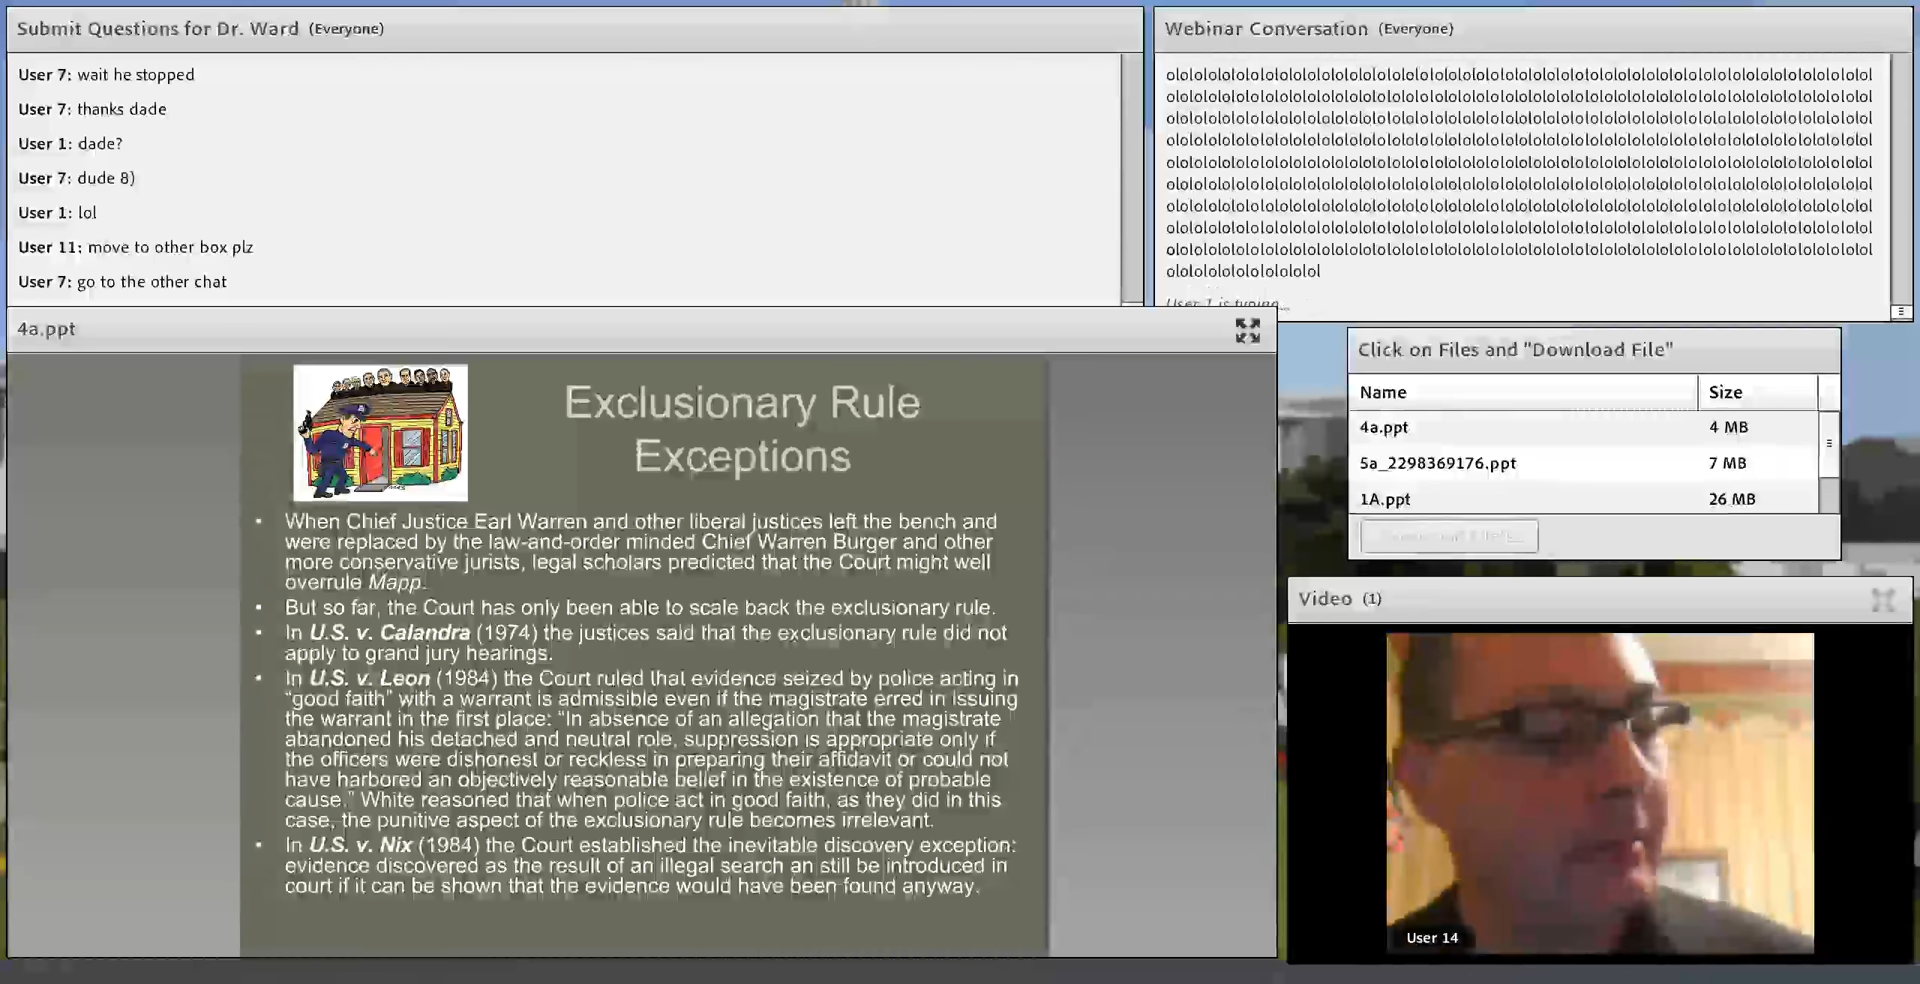 Submit Questions for Dr. Ward (Everyone)
User 7: wait he stopped
User 7: thanks dade
User 1: dade?
User 7: dude 8)
User 1: lol
User 11: move to other box plz
User 7: go to the other chat
Webinar Conversation (Everyone)
olololololololololol
User 7 is typing...
4a.ppt
Exclusionary Rule
Exceptions
• When Chief Justice Earl Warren and other liberal justices left the bench and
were replaced by the law-and-order minded Chief Warren Burger and other
more conservative jurists, legal scholars predicted that the Court might well
overrule Mapp.
• But so far, the Court has only been able to scale back the exclusionary rule.
• In U.S. v. Calandra (1974) the justices said that the exclusionary rule did not
apply to grand jury hearings.
• In U.S. v. Leon (1984) the Court ruled that evidence seized by police acting in
“good faith” with a warrant is admissible even if the magistrate erred in issuing
the warrant in the first place: “In absence of an allegation that the magistrate
abandoned his detached and neutral role, suppression is appropriate only if
the officers were dishonest or reckless in preparing their affidavit or could not
have harbored an objectively reasonable belief in the existence of probable
cause.” White reasoned that when police act in good faith, as they did in this
case, the punitive aspect of the exclusionary rule becomes irrelevant.
• In U.S. v. Nix (1984) the Court established the inevitable discovery exception:
evidence discovered as the result of an illegal search an still be introduced in
court if it can be shown that the evidence would have been found anyway.
Click on Files and "Download File"
Name Size
4a.ppt 4 MB
5a_2298369176.ppt 7 MB
1A.ppt 26 MB
Video (1)
User 14